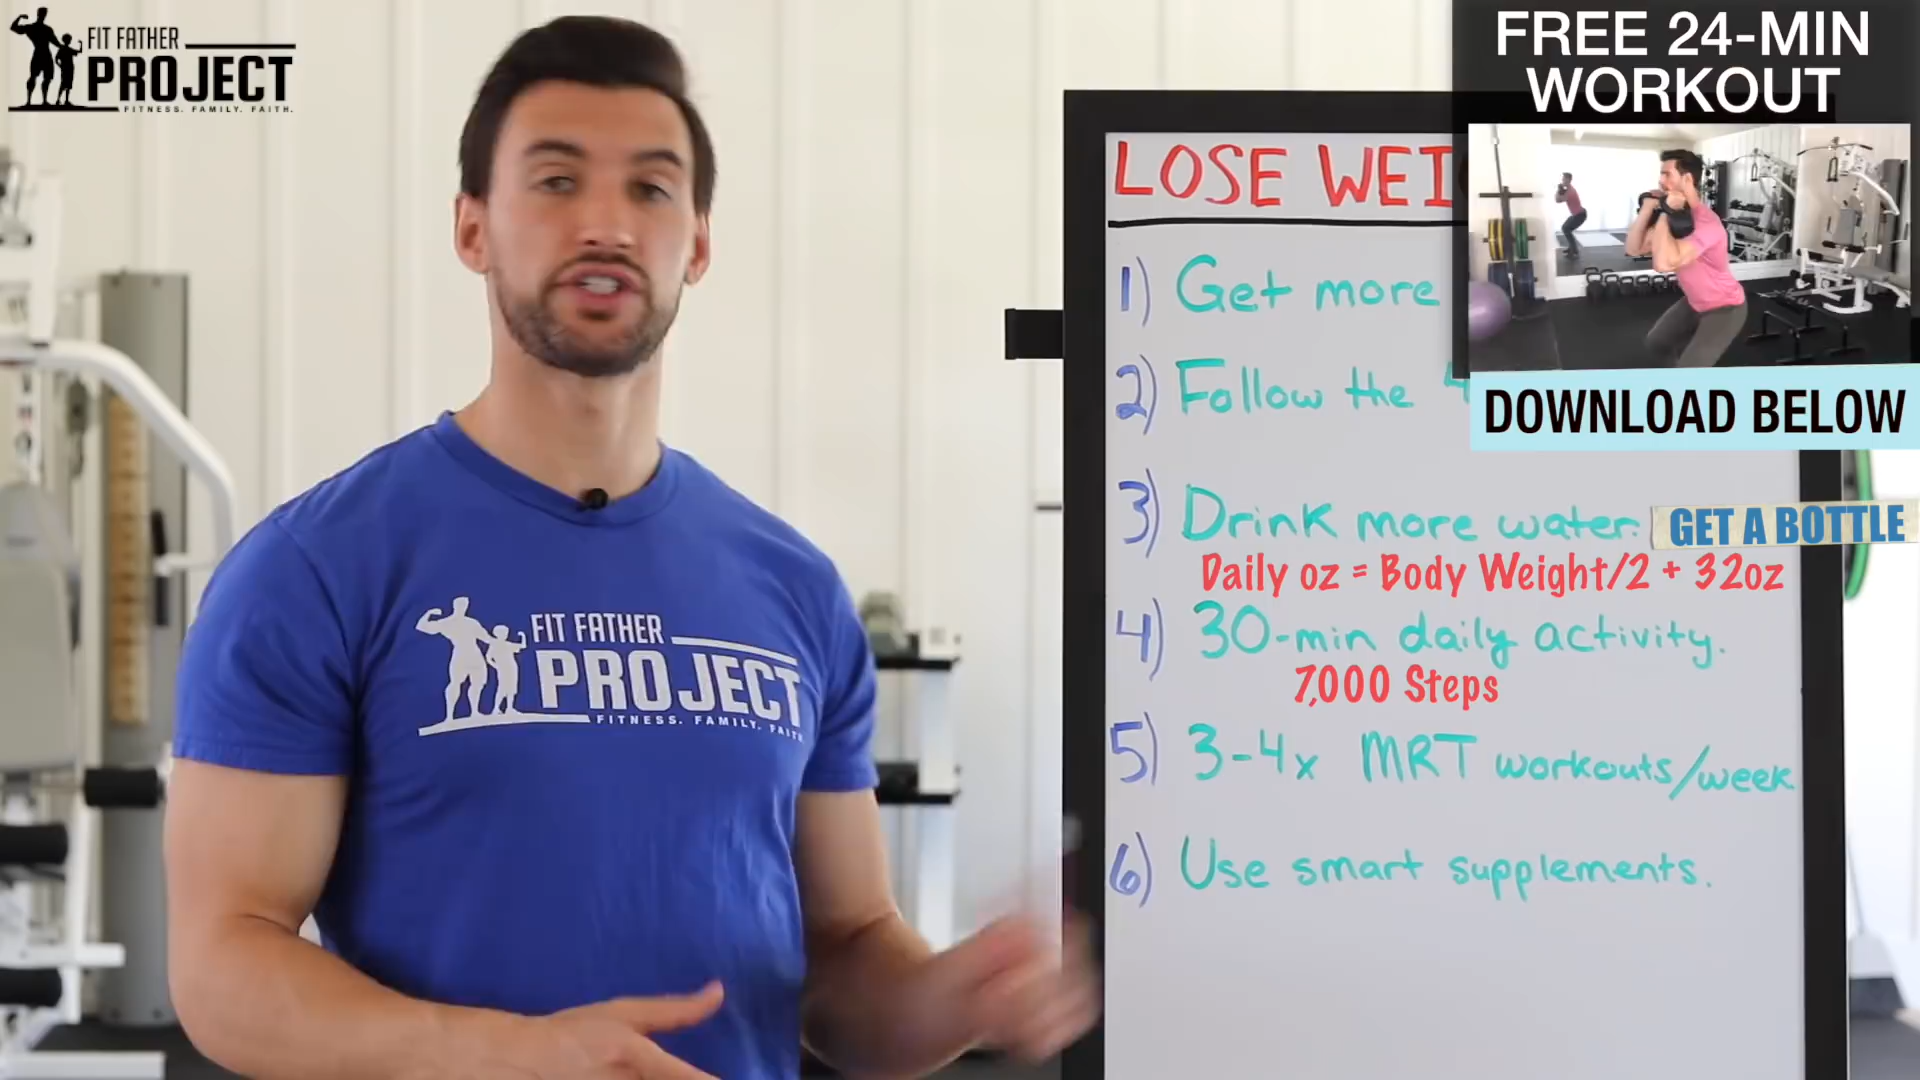 FIT FATHER
PROJECT
FITNESS. FAMILY. FAITH.
FREE 24-MIN
WORKOUT
DOWNLOAD BELOW
LOSE WEI
1) Get more
2) Follow the 4
3) Drink more water.
GET A BOTTLE
Daily oz = Body Weight/2 + 32oz
4) 30-min daily activity.
7,000 Steps
5) 3-4x MRT workouts/week
6) Use smart supplements.
FIT FATHER
PROJECT
FITNESS. FAMILY. FAITH